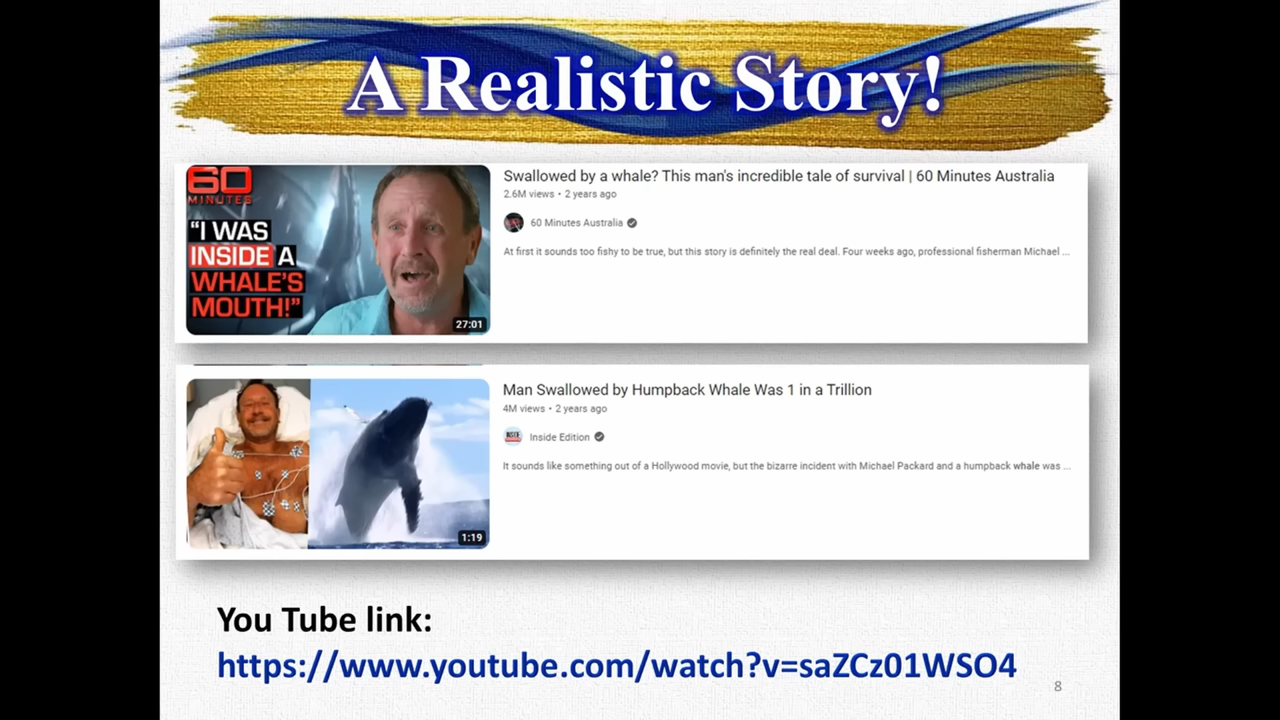 A Realistic Story!
60
MINUTES
"I WAS
INSIDE A
WHALE'S
MOUTH!"
27:01
Swallowed by a whale? This man's incredible tale of survival | 60 Minutes Australia
2.6M views • 2 years ago
60 Minutes Australia
At first it sounds too fishy to be true, but this story is definitely the real deal. Four weeks ago, professional fisherman Michael ...
1:19
Man Swallowed by Humpback Whale Was 1 in a Trillion
4M views • 2 years ago
Inside Edition
It sounds like something out of a Hollywood movie, but the bizarre incident with Michael Packard and a humpback whale was ...
You Tube link:
https://www.youtube.com/watch?v=saZCz01WSO4
8